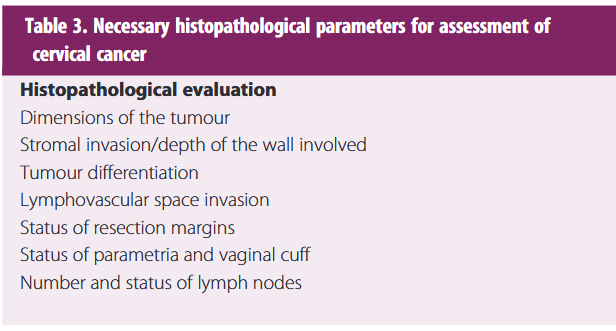 Table 3. Necessary histopathological parameters for assessment of
cervical cancer
Histopathological evaluation
Dimensions of the tumour
Stromal invasion/depth of the wall involved
Tumour differentiation
Lymphovascular space invasion
Status of resection margins
Status of parametria and vaginal cuff
Number and status of lymph nodes